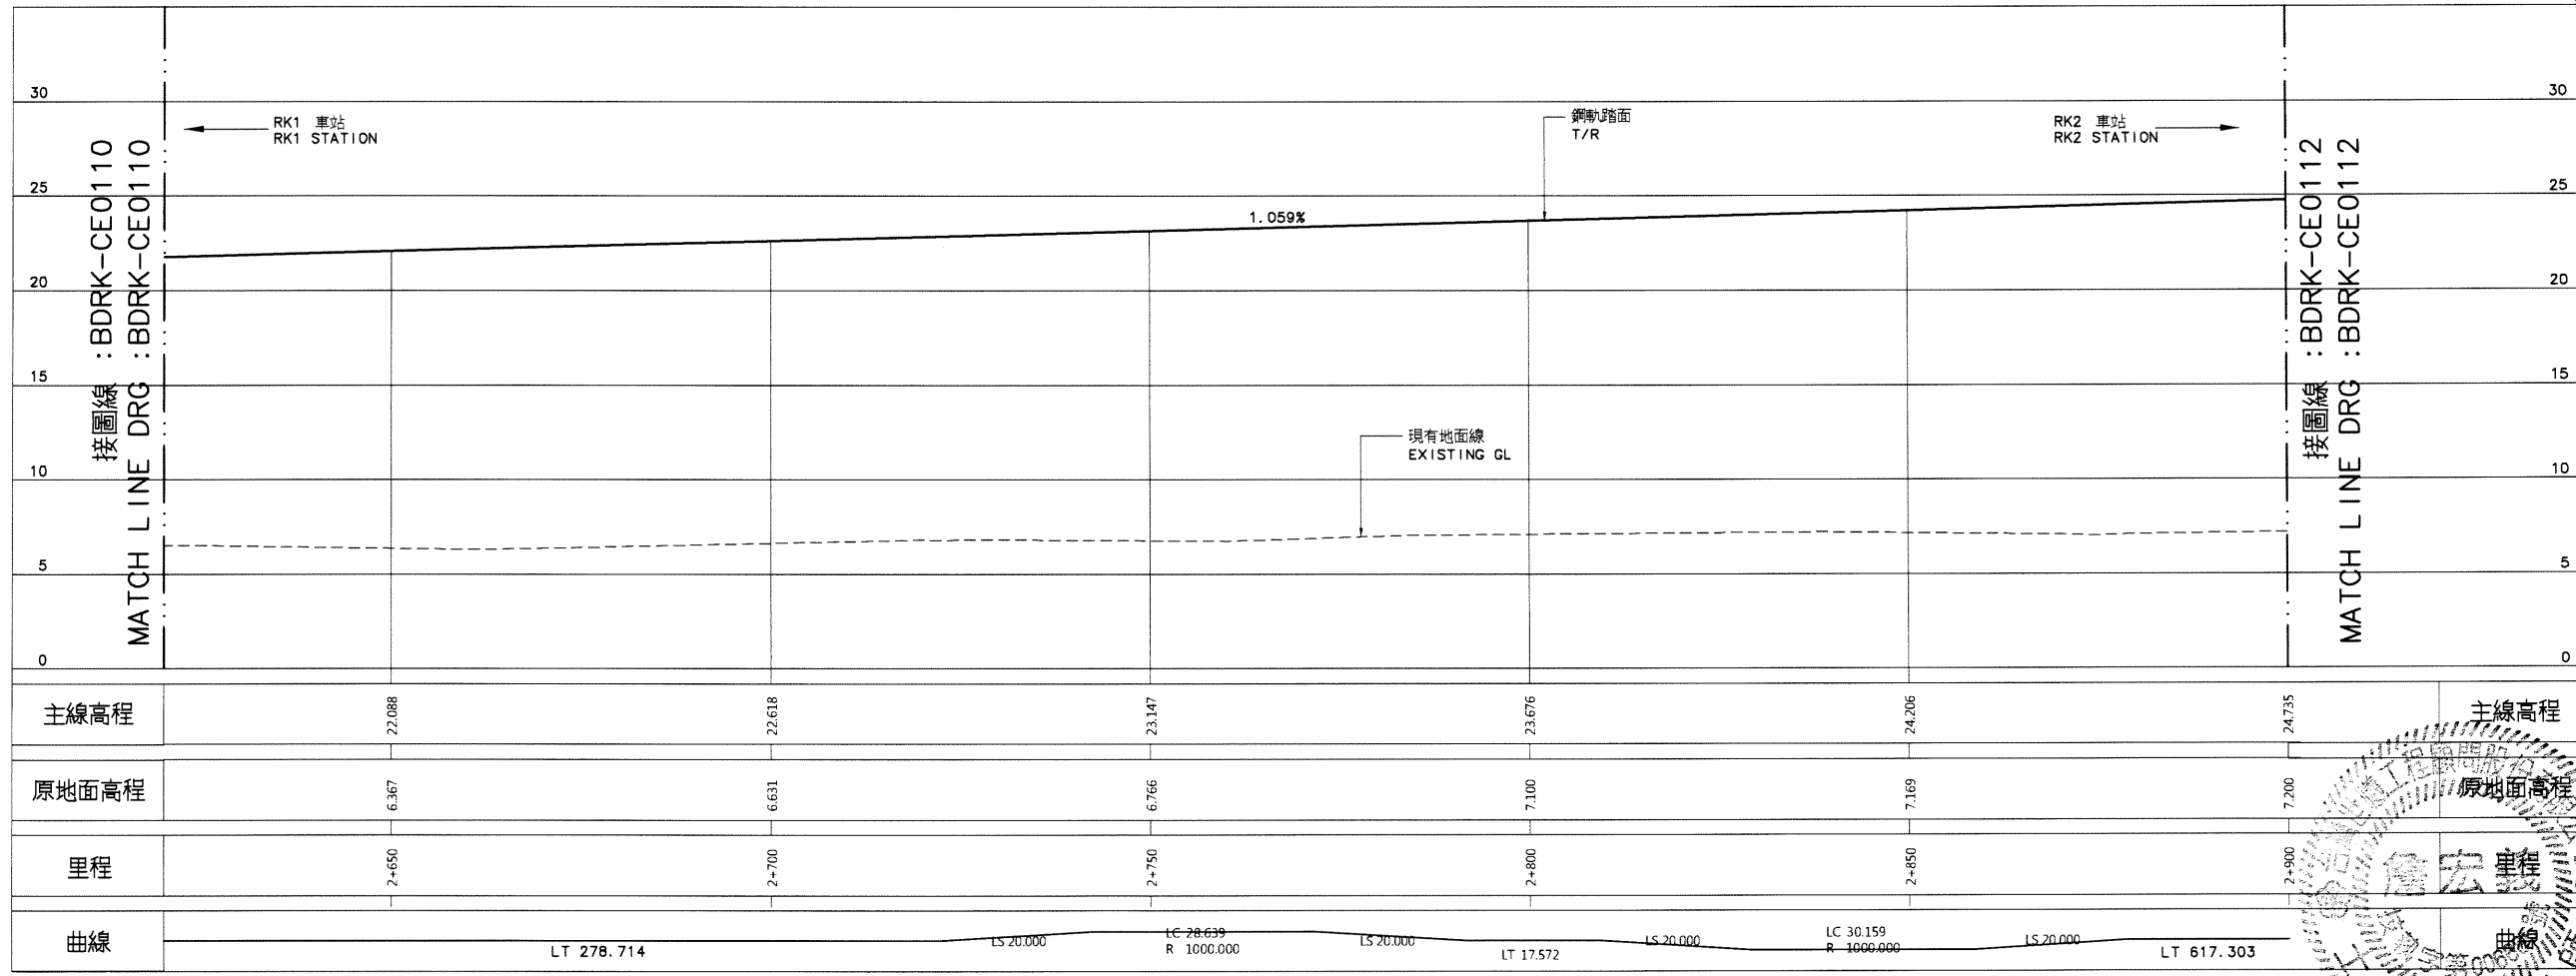 30
25
20
15
10
5
0
接圖線 :BDRK-CE0110
MATCH LINE DRG :BDRK-CE0110
RK1 車站
RK1 STATION
1.059%
鋼軌踏面
T/R
現有地面線
EXISTING GL
RK2 車站
RK2 STATION
接圖線 :BDRK-CE0112
MATCH LINE DRG :BDRK-CE0112
30
25
20
15
10
5
0
主線高程 22.088 22.618 23.147 23.676 24.206 24.735 主線高程
原地面高程 6.367 6.631 6.766 7.100 7.169 7.200 原地面高程
里程 2+650 2+700 2+750 2+800 2+850 2+900 里程
曲線 LT 278.714 LS 20.000 LC 28.639 R 1000.000 LS 20.000 LT 17.572 LS 20.000 LC 30.159 R 1000.000 LS 20.000 LT 617.303 曲線
詹宏義